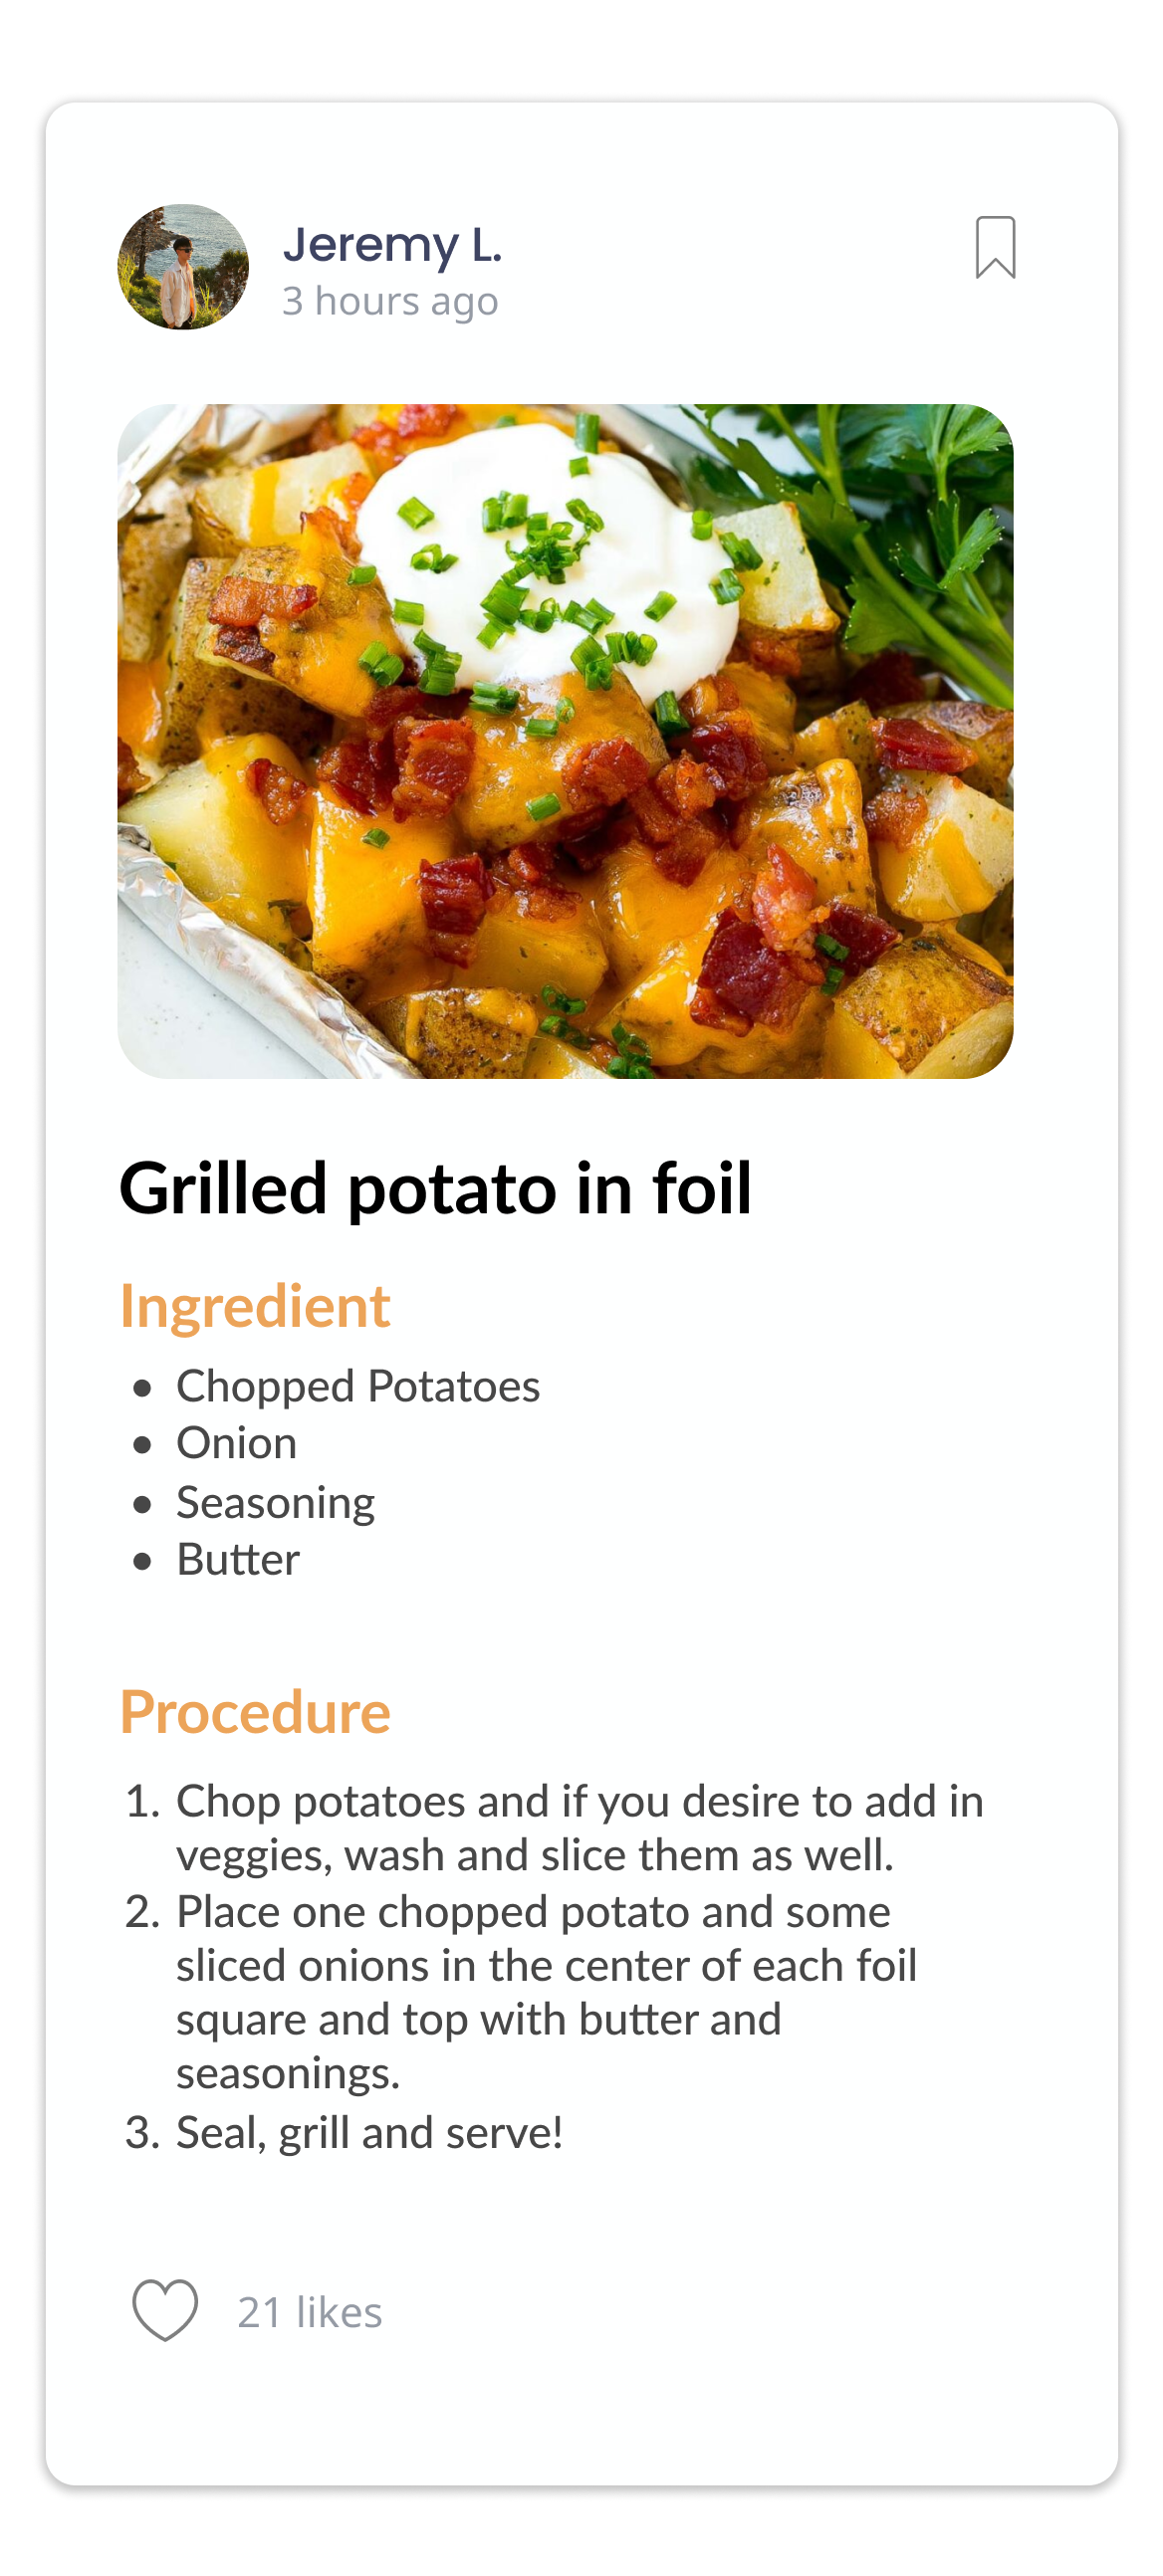 Jeremy L.
3 hours ago
Grilled potato in foil
Ingredient
• Chopped Potatoes
• Onion
• Seasoning
• Butter
Procedure
1. Chop potatoes and if you desire to add in
veggies, wash and slice them as well.
2. Place one chopped potato and some
sliced onions in the center of each foil
square and top with butter and
seasonings.
3. Seal, grill and serve!
21 likes